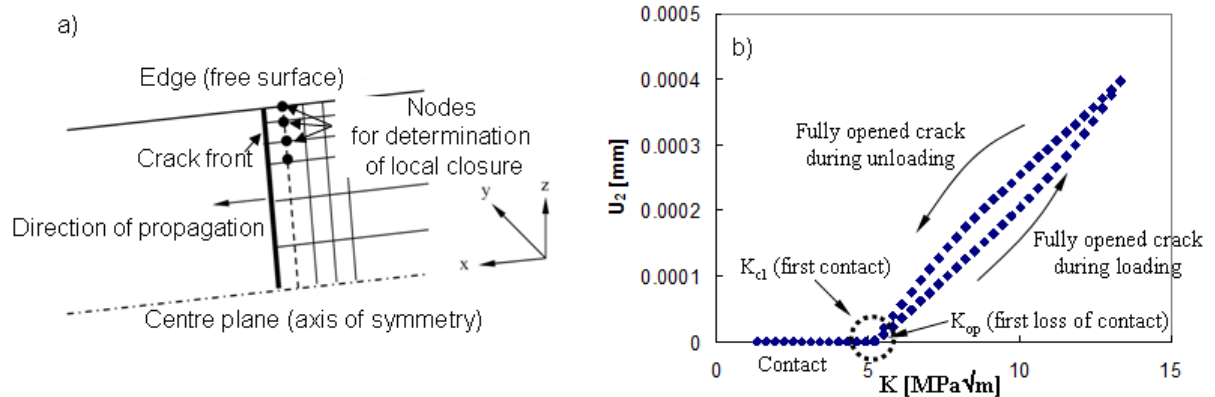 a)
Edge (free surface)
Nodes
for determination
of local closure
Crack front
Direction of propagation
y
z
x
Centre plane (axis of symmetry)
b)
0.0005
0.0004
0.0003
0.0002
0.0001
0
U2 [mm]
Fully opened crack
during unloading
Fully opened crack
during loading
Kcl (first contact)
Kop (first loss of contact)
Contact
0
5
10
15
K [MPa√m]